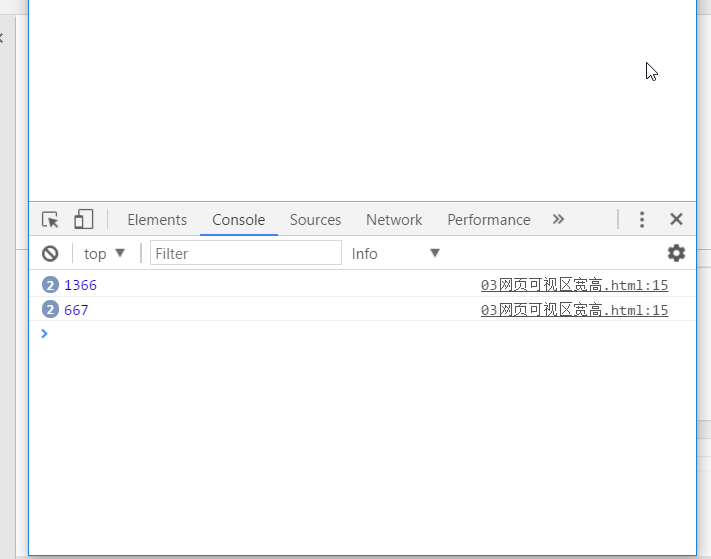 Elements Console Sources Network Performance »
top ▼ Filter Info ▼
2 1366 03网页可视区宽高.html:15
2 667 03网页可视区宽高.html:15